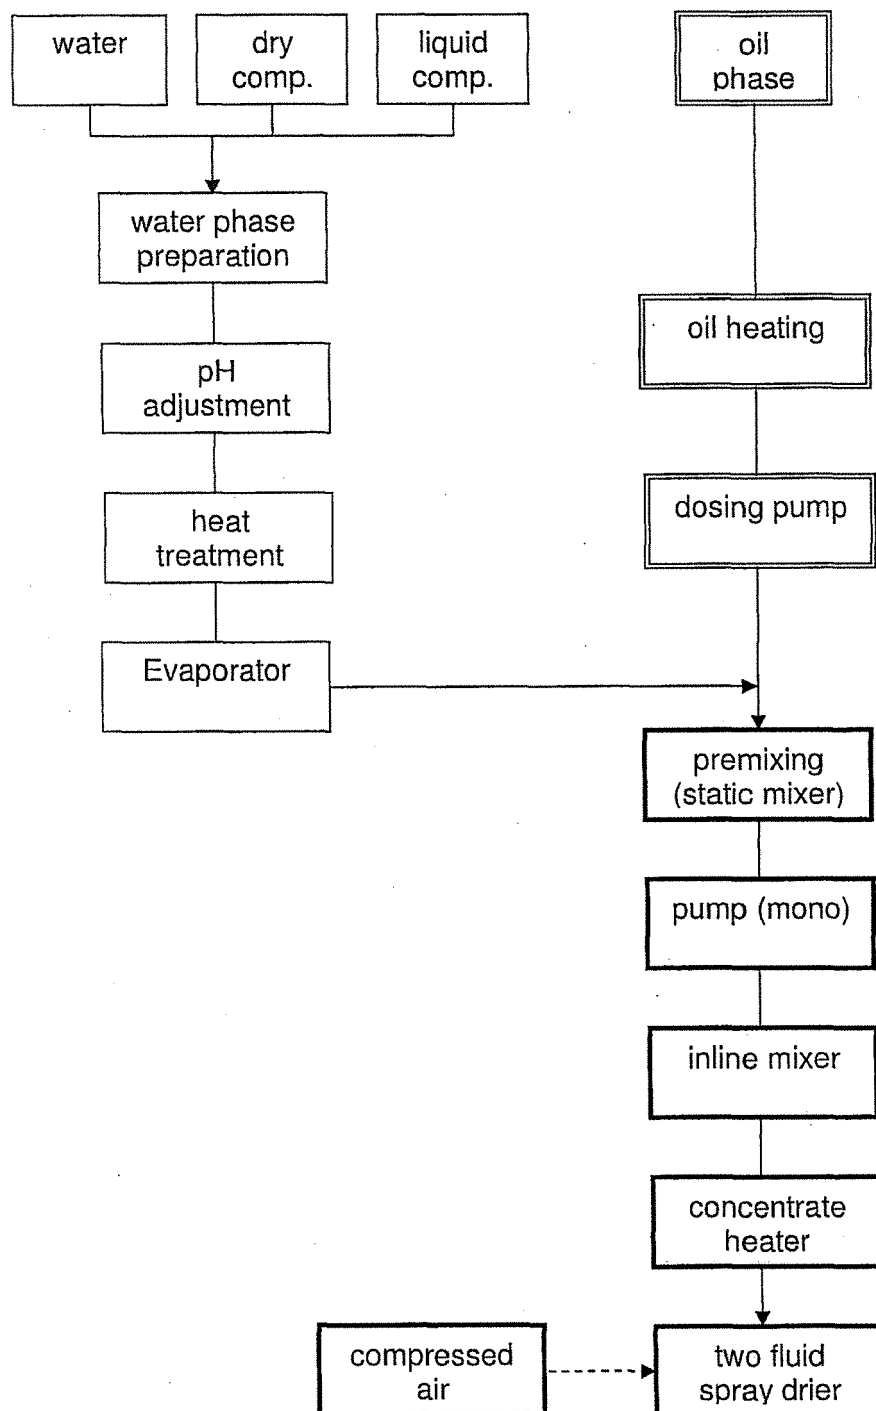 water
dry
comp.
liquid
comp.
oil
phase
water phase
preparation
oil heating
pH
adjustment
dosing pump
heat
treatment
Evaporator
premixing
(static mixer)
pump (mono)
inline mixer
concentrate
heater
compressed
air
two fluid
spray drier